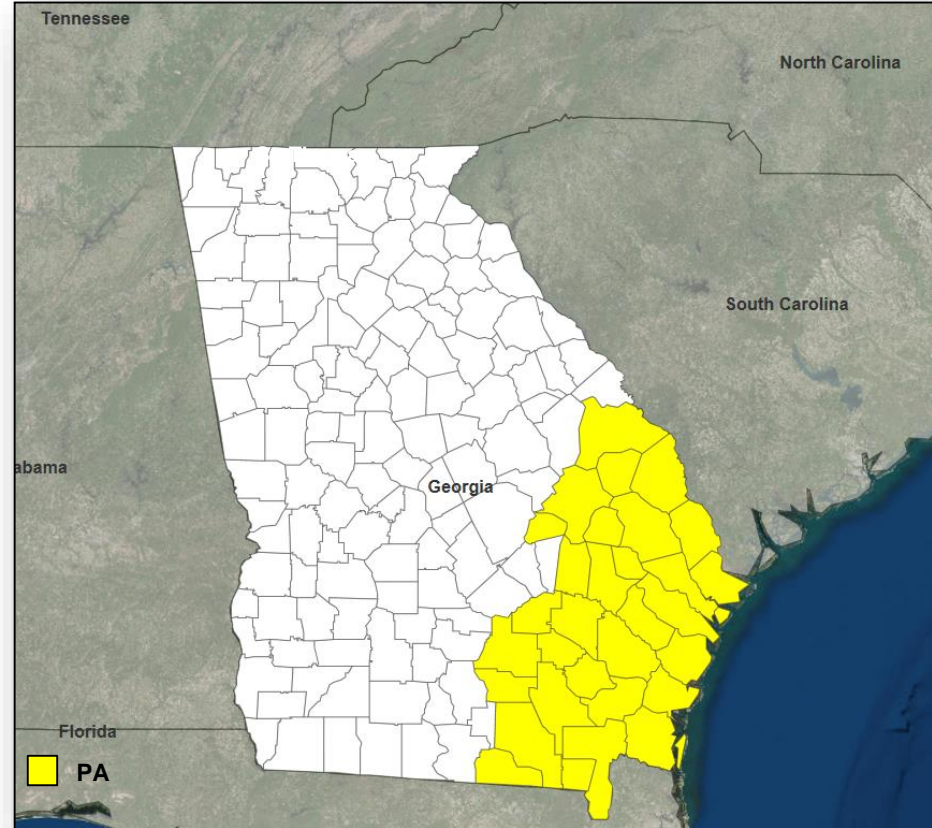 Tennessee
North Carolina
South Carolina
abama
Georgia
Florida
PA